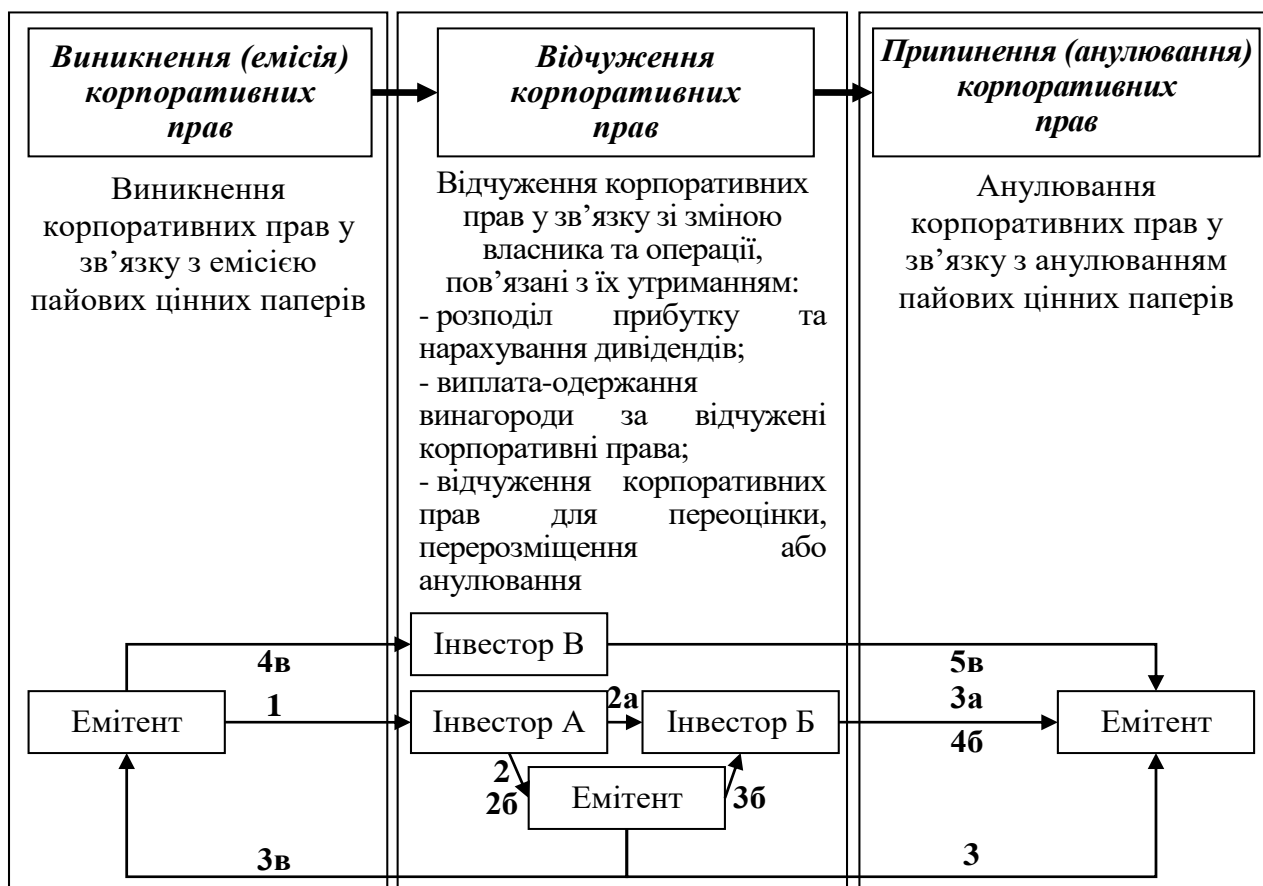 Виникнення (емісія)
корпоративних
прав
Відчуження
корпоративних
прав
Припинення (анулювання)
корпоративних
прав
Виникнення
корпоративних прав у
зв’язку з емісією
пайових цінних паперів
Відчуження корпоративних
прав у зв’язку зі зміною
власника та операції,
пов’язані з їх утриманням:
- розподіл прибутку та
нарахування дивідендів;
- виплата-одержання
винагороди за відчужені
корпоративні права;
- відчуження корпоративних
прав для переоцінки,
перерозміщення або
анулювання
Анулювання
корпоративних прав у
зв’язку з анулюванням
пайових цінних паперів
Інвестор В
4в
5в
Емітент
1
Інвестор А
2а
Інвестор Б
3а
4б
Емітент
2
2б
Емітент
3б
3в
3